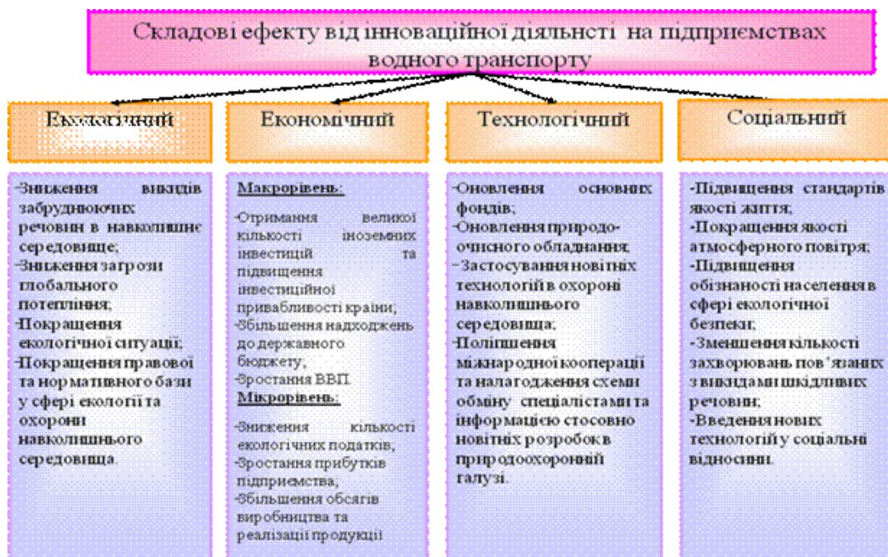 Складові ефекту від інноваційної діяльнсті на підприємствах
водного транспорту
Екологічний
Економічний
Технологічний
Соціальний
-Зниження викидів
забруднюючих
речовин в навколишнє
середовище;
-Зниження загрози
глобального
потепління;
-Покращення
екологічної ситуації;
-Покращення правової
та нормативного бази
у сфері екології та
охорони
навколишнього
середовища.
Макрорівень:
-Отримання великої
кількості іноземних
інвестицій та
підвищення
інвестиційної
привабливості країни;
-Збільшення надходжень
до державного
бюджету;
-Зростання ВВП.
Мікрорівень:
-Зниження кількості
екологічних податків;
-Зростання прибутків
підприємства;
-Збільшення обсягів
виробництва та
реалізації продукції
-Оновлення основних
фондів;
-Оновлення природо-
очисного обладнання;
-Застосування новітніх
технологій в охороні
навколишнього
середовища;
-Поліпшення
міжнародної кооперації
та налагодження схеми
обміну спеціалістами та
інформацією стосовно
новітніх розробок в
природоохоронній
галузі.
-Підвищення стандартів
якості життя;
-Покращення якості
атмосферного повітря;
-Підвищення
обізнаності населення в
сфері екологічної
безпеки;
-Зменшення кількості
захворювань пов’язаних
з викидами шкідливих
речовин;
-Введення нових
технологій у соціальні
відносини.